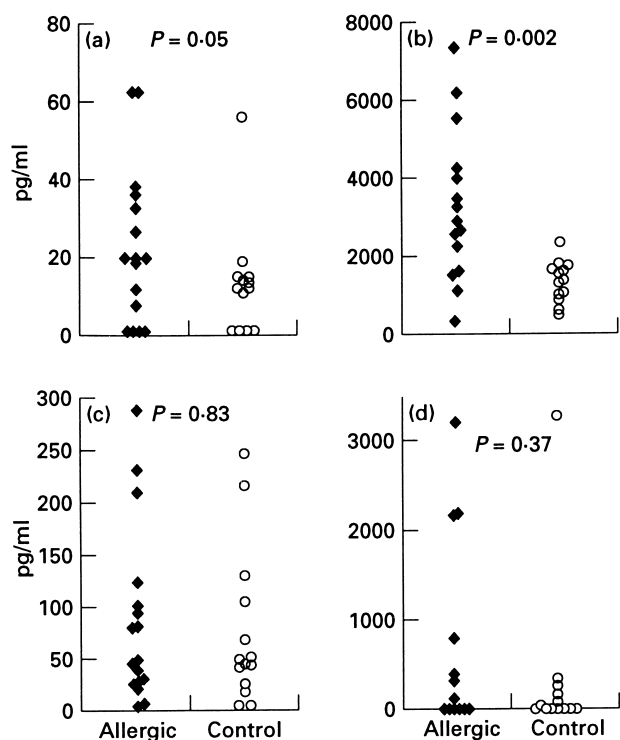 (a) P = 0·05
80
60
40
20
0
pg/ml
(b) P = 0·002
8000
6000
4000
2000
0
(c) P = 0·83
300
250
200
150
100
50
0
pg/ml
Allergic Control
(d)
P = 0·37
3000
2000
1000
0
Allergic Control